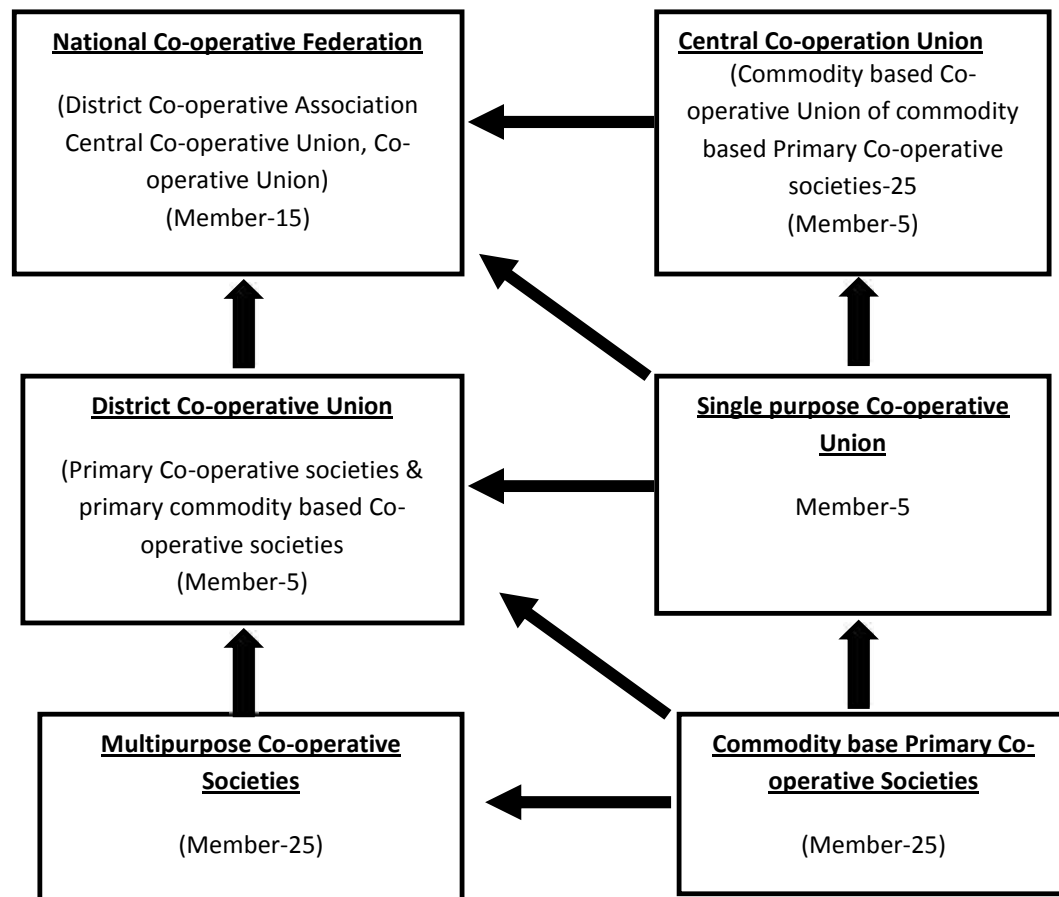 National Co-operative Federation
(District Co-operative Association
Central Co-operative Union, Co-
operative Union)
(Member-15)
Central Co-operation Union
(Commodity based Co-
operative Union of commodity
based Primary Co-operative
societies-25
(Member-5)
District Co-operative Union
(Primary Co-operative societies &
primary commodity based Co-
operative societies
(Member-5)
Single purpose Co-operative
Union
Member-5
Multipurpose Co-operative
Societies
(Member-25)
Commodity base Primary Co-
operative Societies
(Member-25)